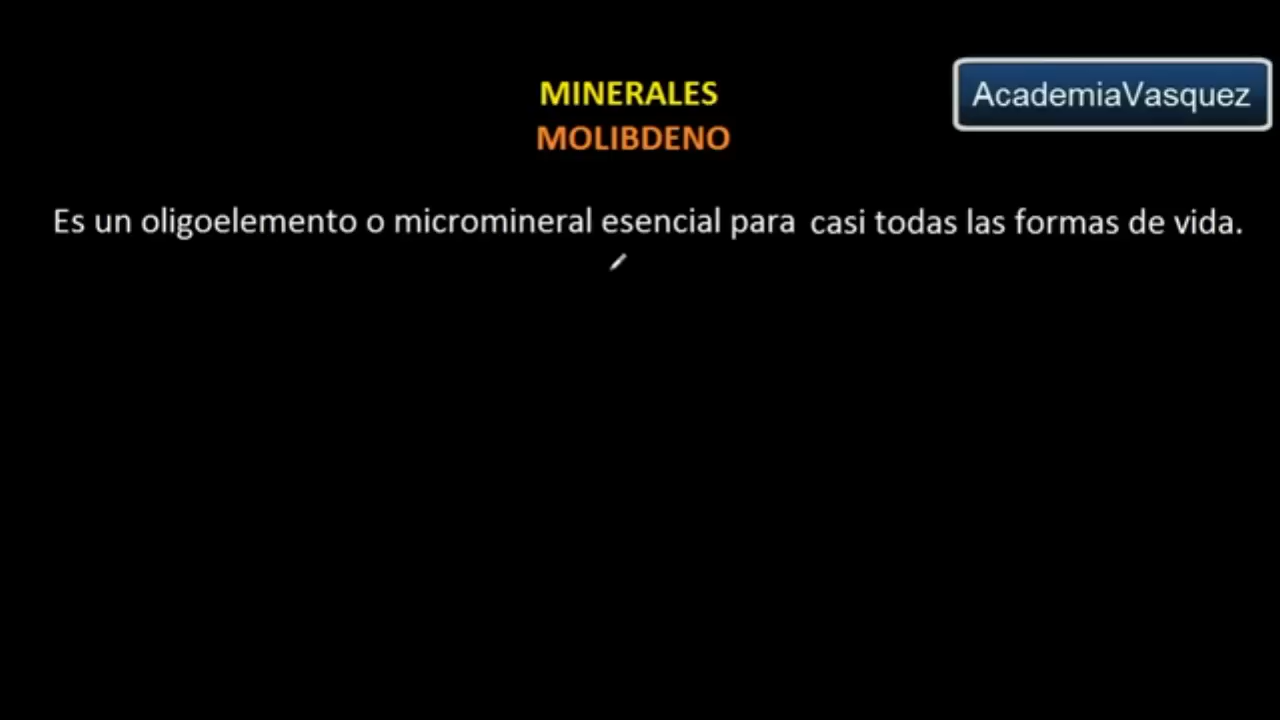 MINERALES
AcademiaVasquez
MOLIBDENO
Es un oligoelemento o micromineral esencial para casi todas las formas de vida.